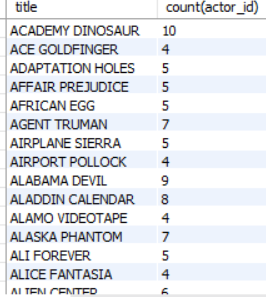 title count(actor_id)
ACADEMY DINOSAUR 10
ACE GOLDFINGER 4
ADAPTATION HOLES 5
AFFAIR PREJUDICE 5
AFRICAN EGG 5
AGENT TRUMAN 7
AIRPLANE SIERRA 5
AIRPORT POLLOCK 4
ALABAMA DEVIL 9
ALADDIN CALENDAR 8
ALAMO VIDEOTAPE 4
ALASKA PHANTOM 7
ALI FOREVER 5
ALICE FANTASIA 4
ALIEN CENTER 6